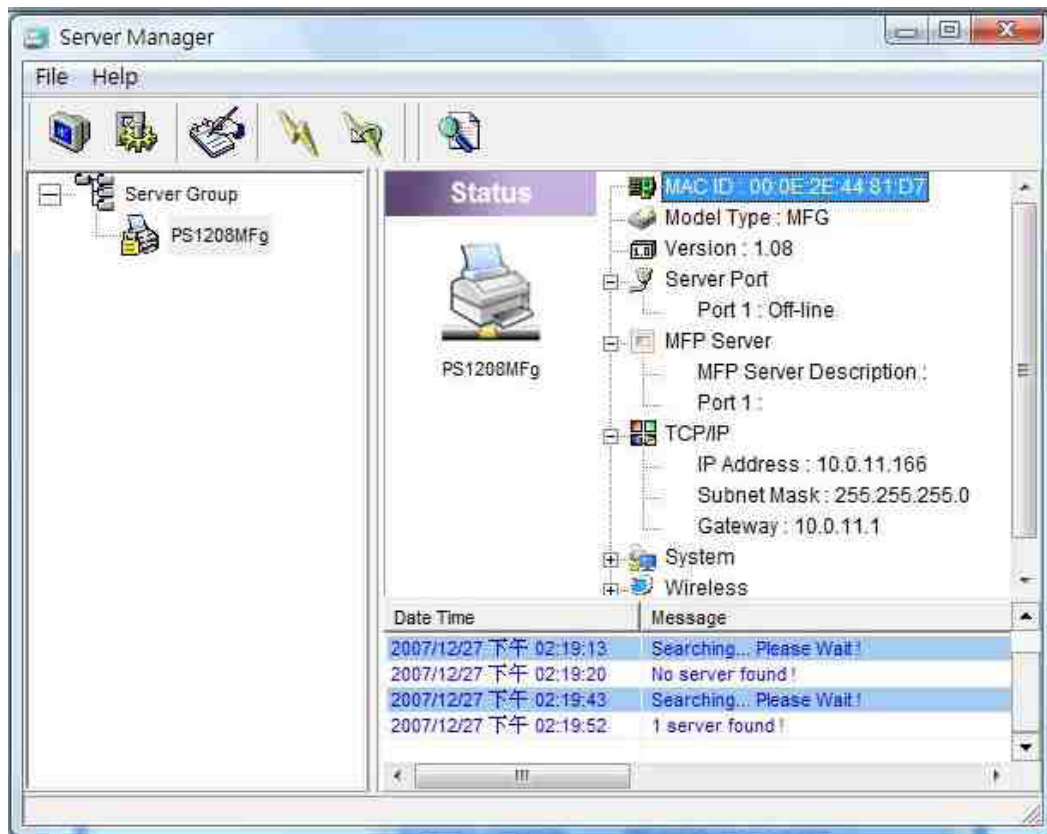 Server Manager
File Help
Server Group
PS1208MFg
Status
PS1208MFg
MAC ID : 00:0E:2E:44:81:D7
Model Type : MFG
Version : 1.08
Server Port
Port 1 : Off-line
MFP Server
MFP Server Description :
Port 1 :
TCP/IP
IP Address : 10.0.11.166
Subnet Mask : 255.255.255.0
Gateway : 10.0.11.1
System
Wireless
Date Time Message
2007/12/27 下午 02:19:13 Searching... Please Wait !
2007/12/27 下午 02:19:20 No server found !
2007/12/27 下午 02:19:43 Searching... Please Wait !
2007/12/27 下午 02:19:52 1 server found !